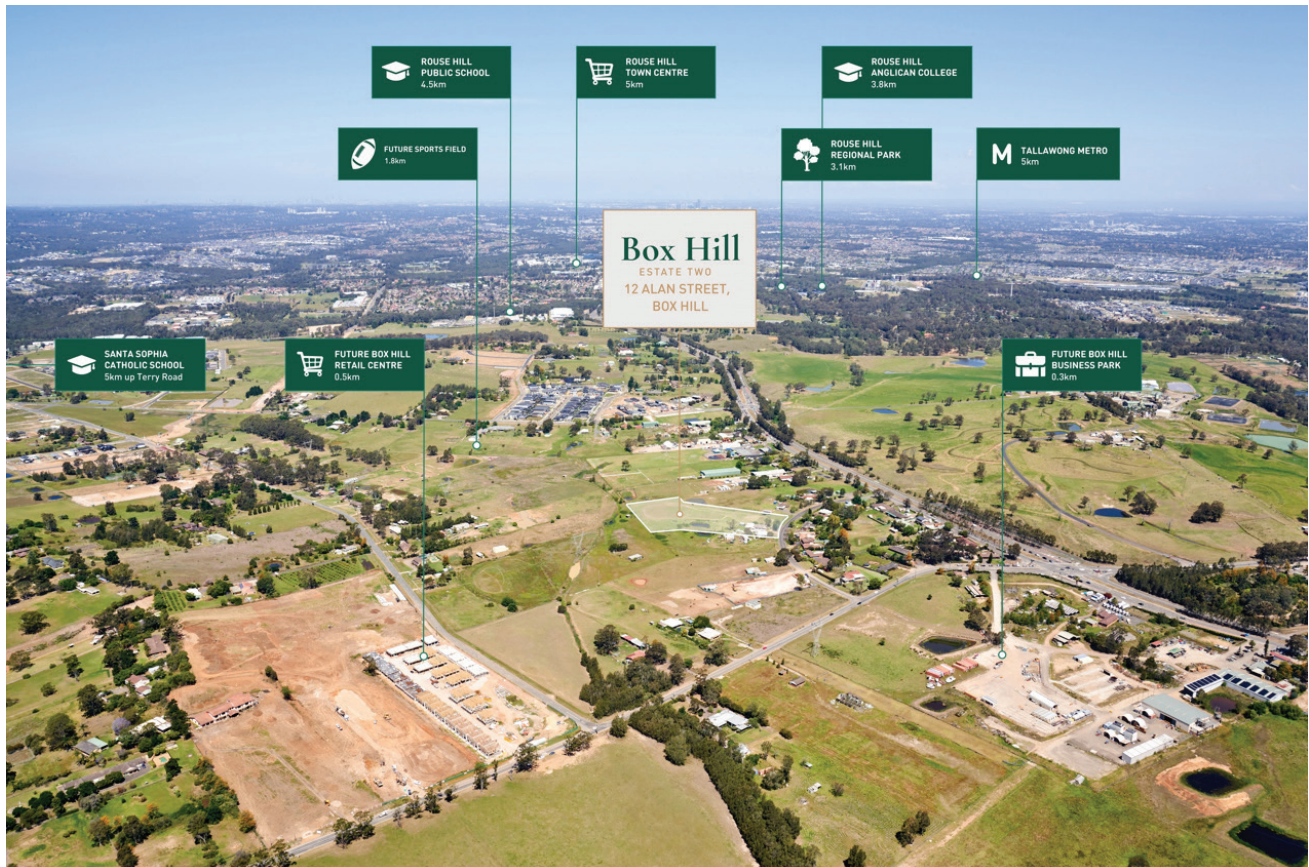 ROUSE HILL
PUBLIC SCHOOL
4.5km
ROUSE HILL
TOWN CENTRE
5km
ROUSE HILL
ANGLICAN COLLEGE
3.8km
FUTURE SPORTS FIELD
1.8km
ROUSE HILL
REGIONAL PARK
3.1km
M
TALLAWONG METRO
5km
Box Hill
ESTATE TWO
12 ALAN STREET,
BOX HILL
SANTA SOPHIA
CATHOLIC SCHOOL
5km up Terry Road
FUTURE BOX HILL
RETAIL CENTRE
0.5km
FUTURE BOX HILL
BUSINESS PARK
0.3km